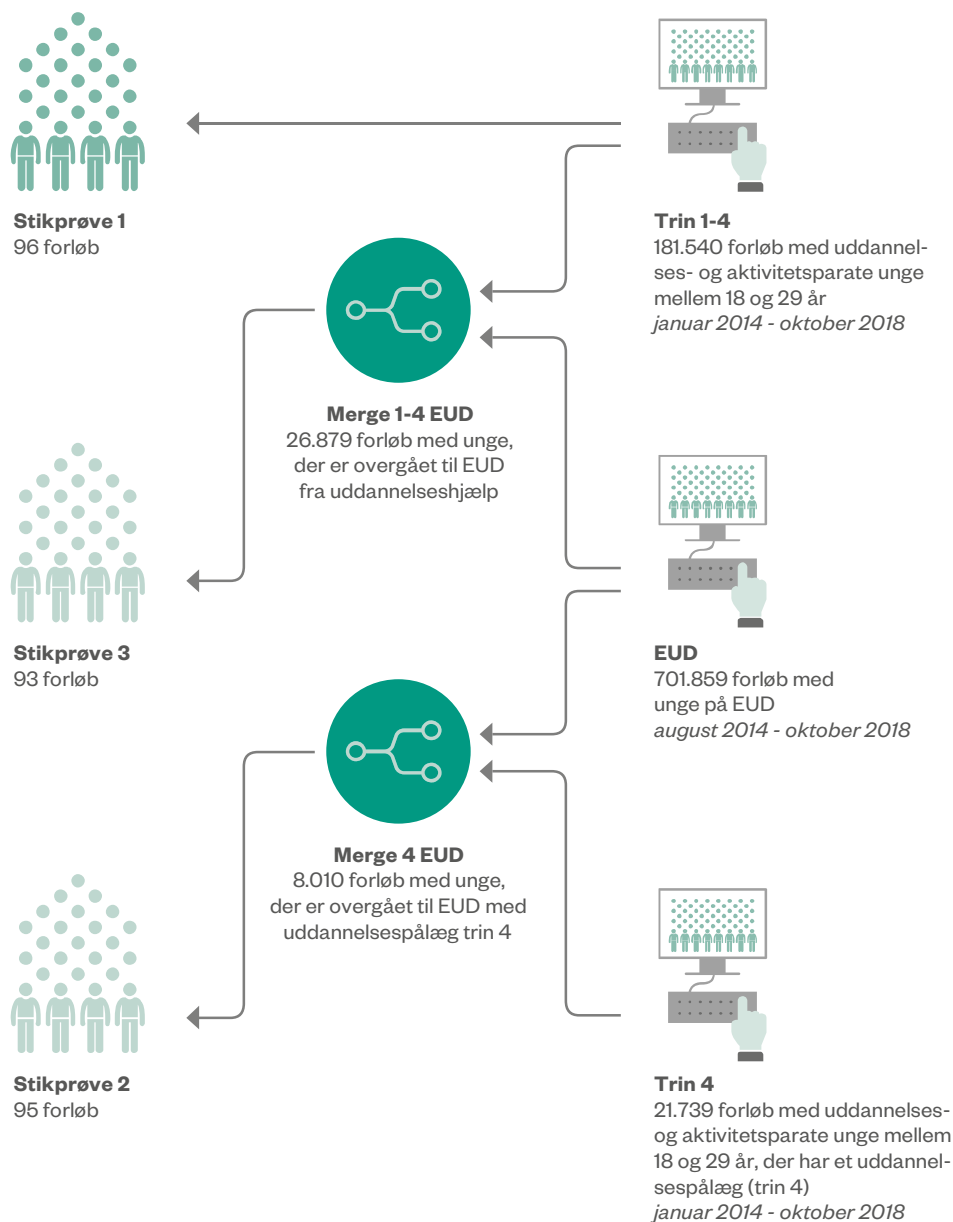 Stikprøve 1
96 forløb
Trin 1-4
181.540 forløb med uddannel-
ses- og aktivitetsparate unge
mellem 18 og 29 år
januar 2014 - oktober 2018
Merge 1-4 EUD
26.879 forløb med unge,
der er overgået til EUD
fra uddannelseshjælp
Stikprøve 3
93 forløb
EUD
701.859 forløb med
unge på EUD
august 2014 - oktober 2018
Merge 4 EUD
8.010 forløb med unge,
der er overgået til EUD med
uddannelsespålæg trin 4
Stikprøve 2
95 forløb
Trin 4
21.739 forløb med uddannelses-
og aktivitetsparate unge mellem
18 og 29 år, der har et uddannel-
sespålæg (trin 4)
januar 2014 - oktober 2018